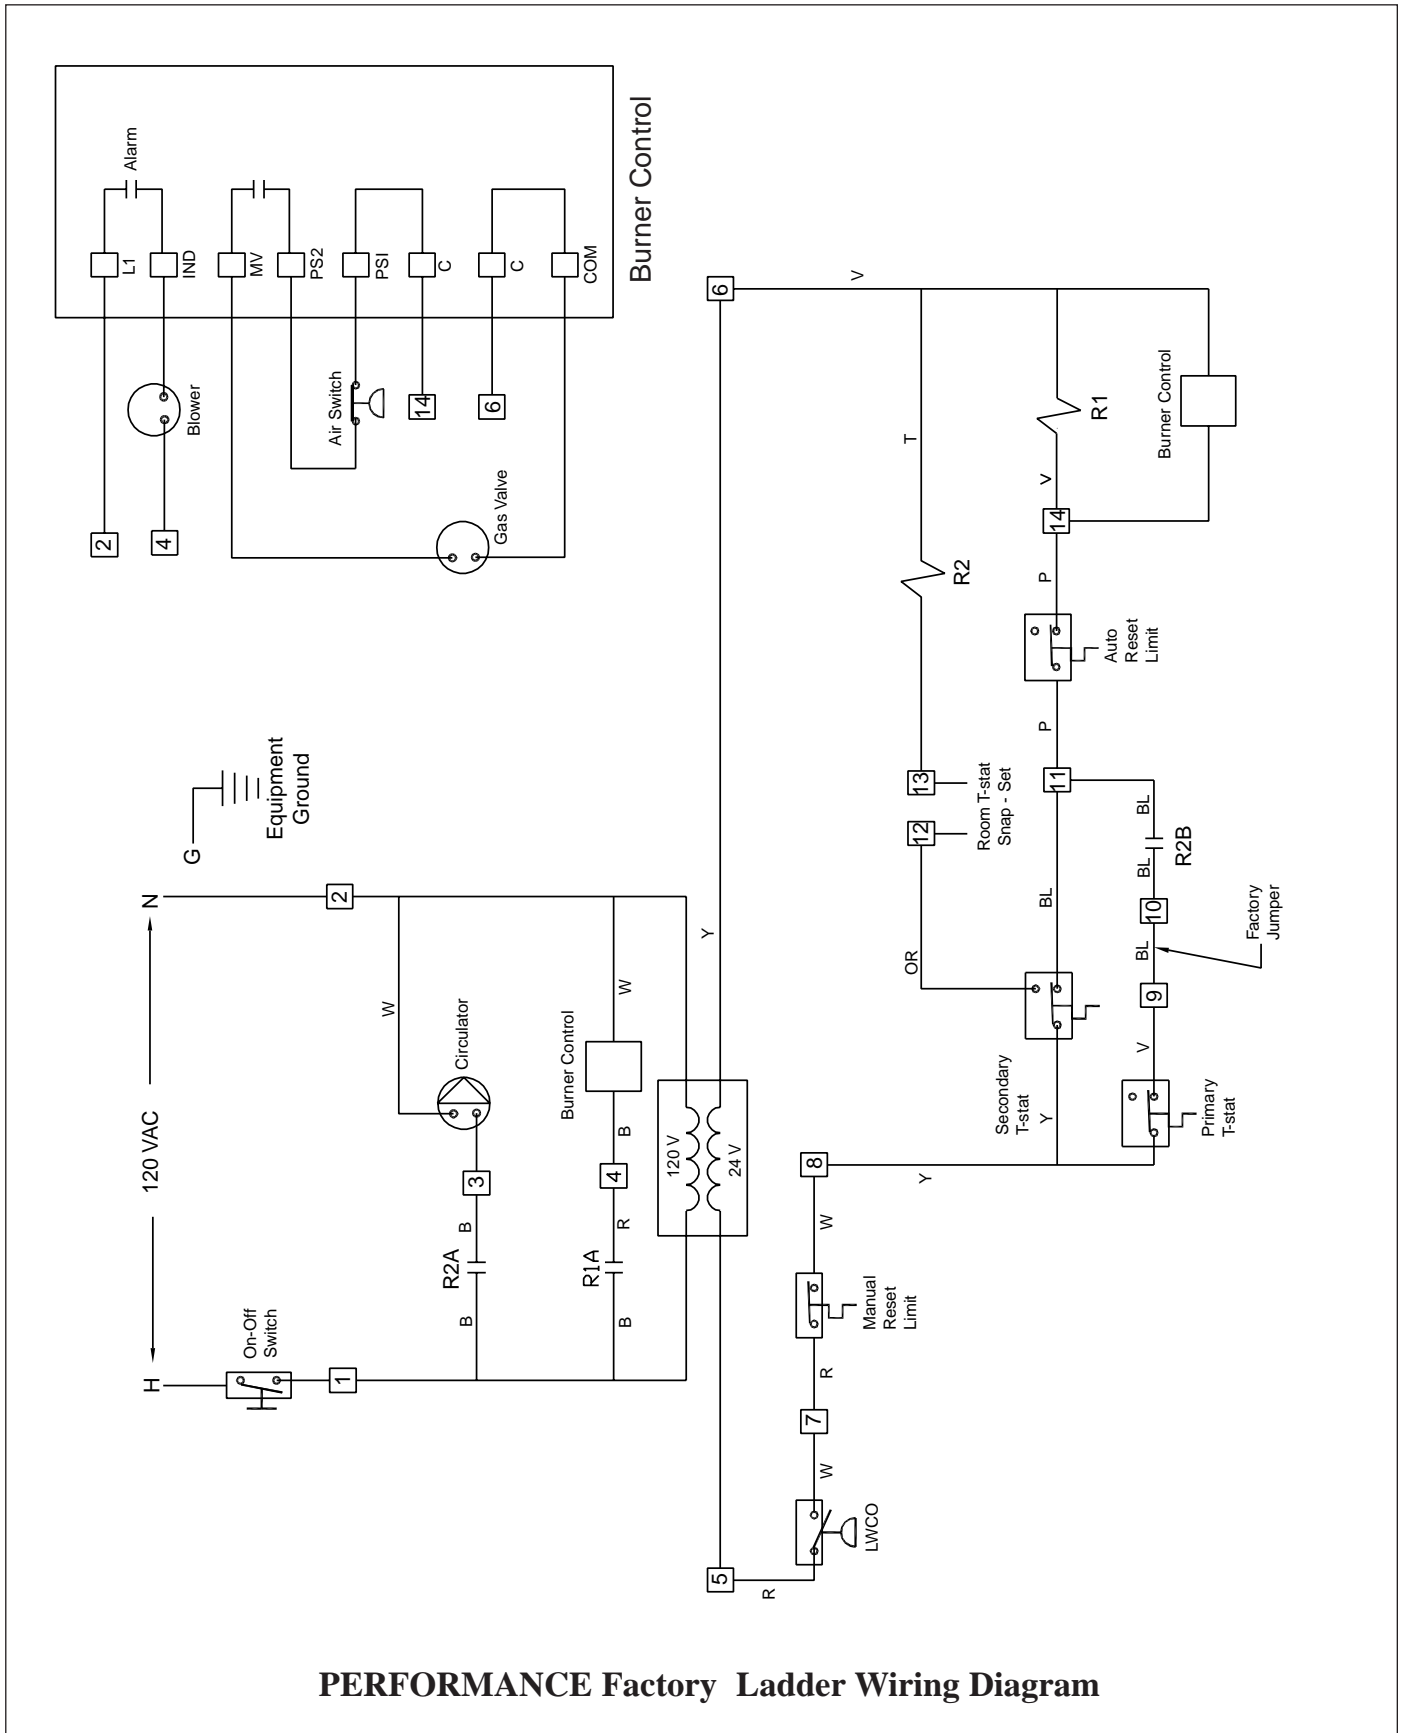 120 VAC
H
N
G
Equipment
Ground
On-Off
Switch
1
2
W
B
R2A
B
3
Circulator
B
R1A
R
4
B
Burner Control
W
120 V
24 V
Y
5
6
R
LWCO
W
7
R
Manual
Reset
Limit
W
8
Y
V
Secondary
T-stat
Y
OR
12
13
Room T-stat
Snap - Set
R2
T
BL
11
P
Auto
Reset
Limit
P
14
V
R1
Burner Control
Primary
T-stat
V
9
BL
10
BL
R2B
BL
Factory
Jumper
2
4
Blower
L1
IND
Alarm
MV
PS2
PSI
C
C
COM
Air Switch
14
6
Gas Valve
Burner Control
PERFORMANCE Factory Ladder Wiring Diagram